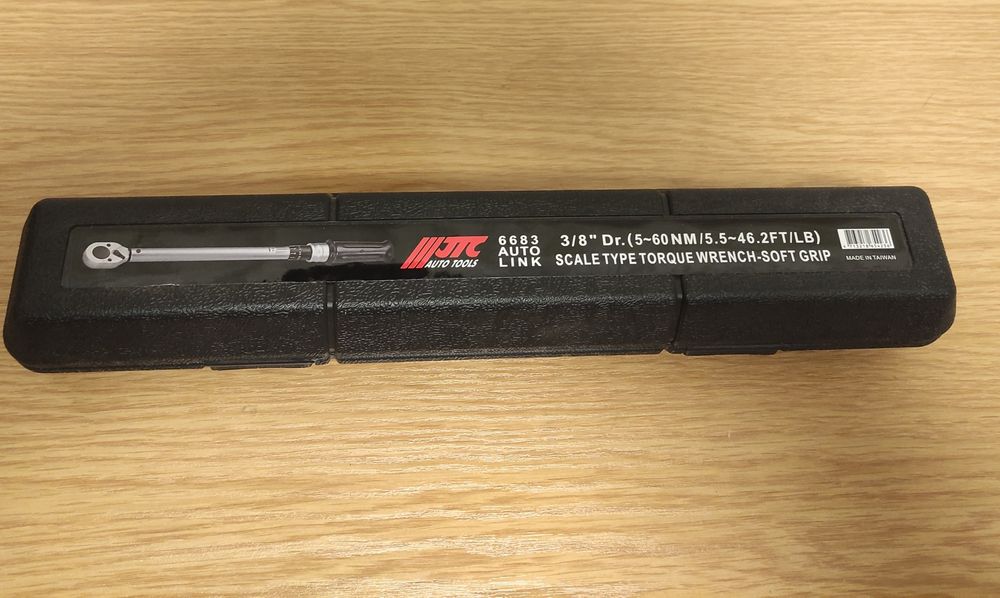 JTC
AUTO TOOLS
6683
AUTO
LINK
3/8" Dr.(5~60NM/5.5~46.2FT/LB)
SCALE TYPE TORQUE WRENCH-SOFT GRIP
MADE IN TAIWAN